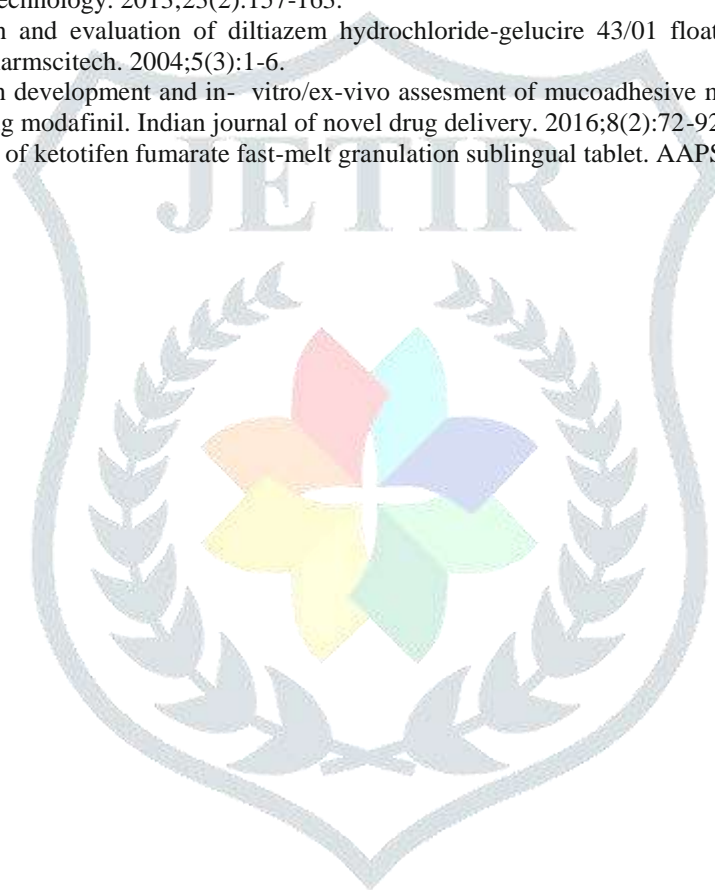 echnology. 2013;23(2):157-163.
n and evaluation of diltiazem hydrochloride-gelucire 43/01 float
armscitech. 2004;5(3):1-6.
n development and in- vitro/ex-vivo assesment of mucoadhesive n
g modafinil. Indian journal of novel drug delivery. 2016;8(2):72-92
of ketotifen fumarate fast-melt granulation sublingual tablet. AAPS
JETIR